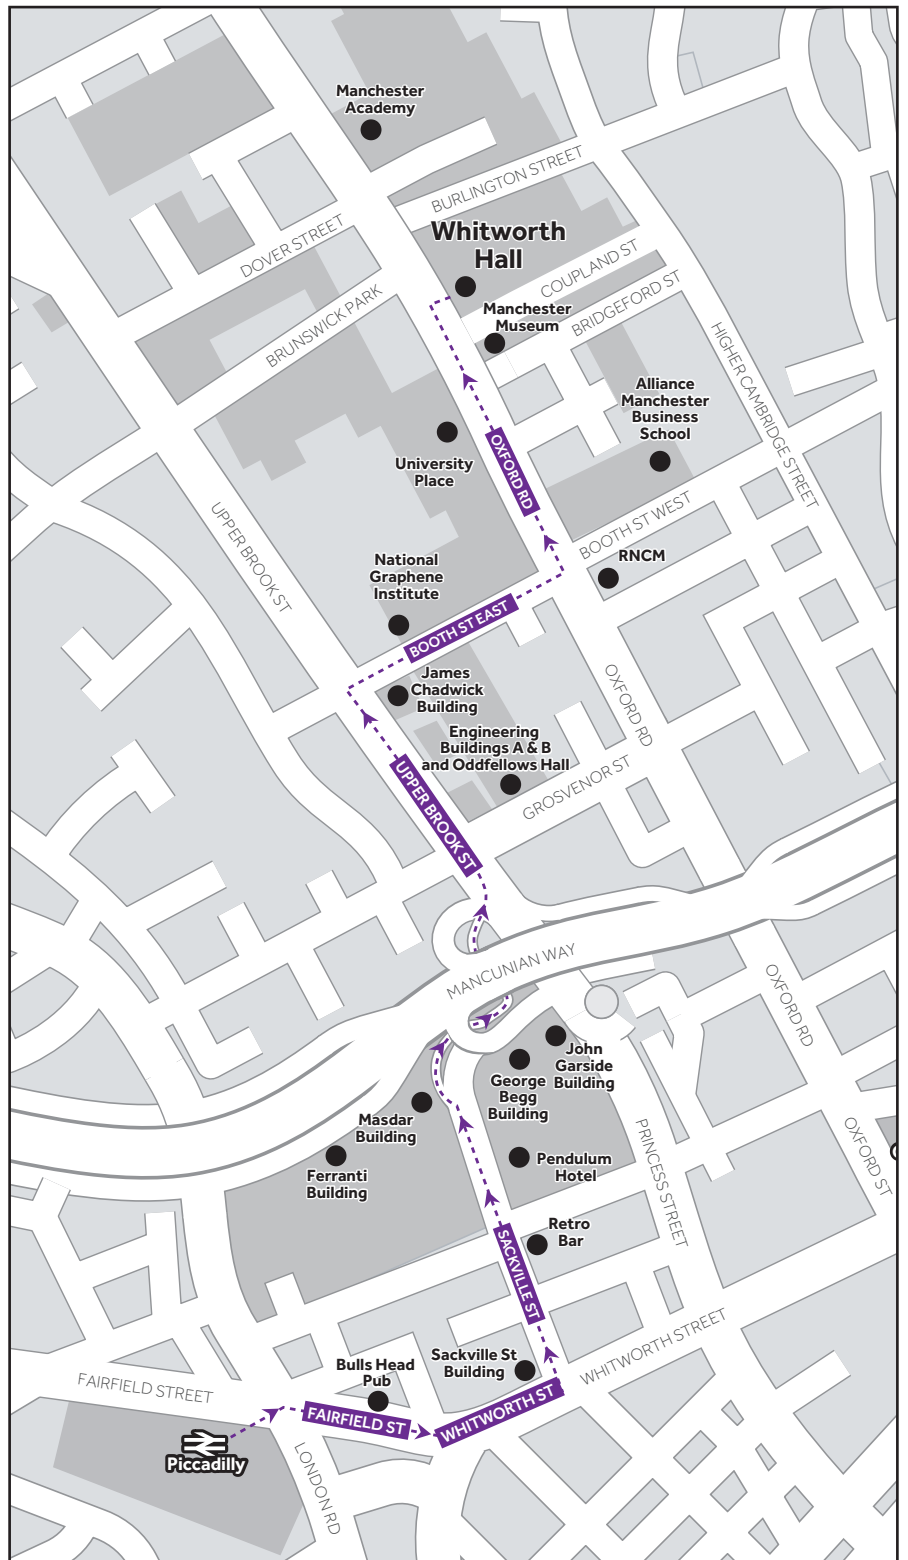 Manchester
Academy
BURLINGTON STREET
Whitworth
Hall
DOVER STREET
COUPLAND ST
BRIDGEFORD ST
BRUNSWICK PARK
Manchester
Museum
HIGHER CAMBRIDGE STREET
Alliance
Manchester
Business
School
University
Place
OXFORD RD
BOOTH ST WEST
UPPER BROOK ST
RNCM
National
Graphene
Institute
BOOTH ST EAST
James
Chadwick
Building
OXFORD RD
Engineering
Buildings A & B
and Oddfellows Hall
GROSVENOR ST
UPPER BROOK ST
MANCUNIAN WAY
OXFORD RD
John
Garside
Building
George
Begg
Building
Masdar
Building
Ferranti
Building
PRINCESS STREET
OXFORD ST
Pendulum
Hotel
Retro
Bar
SACKVILLE ST
WHITWORTH STREET
Sackville St
Building
Bulls Head
Pub
FAIRFIELD STREET
FAIRFIELD ST
WHITWORTH ST
Piccadilly
LONDON RD